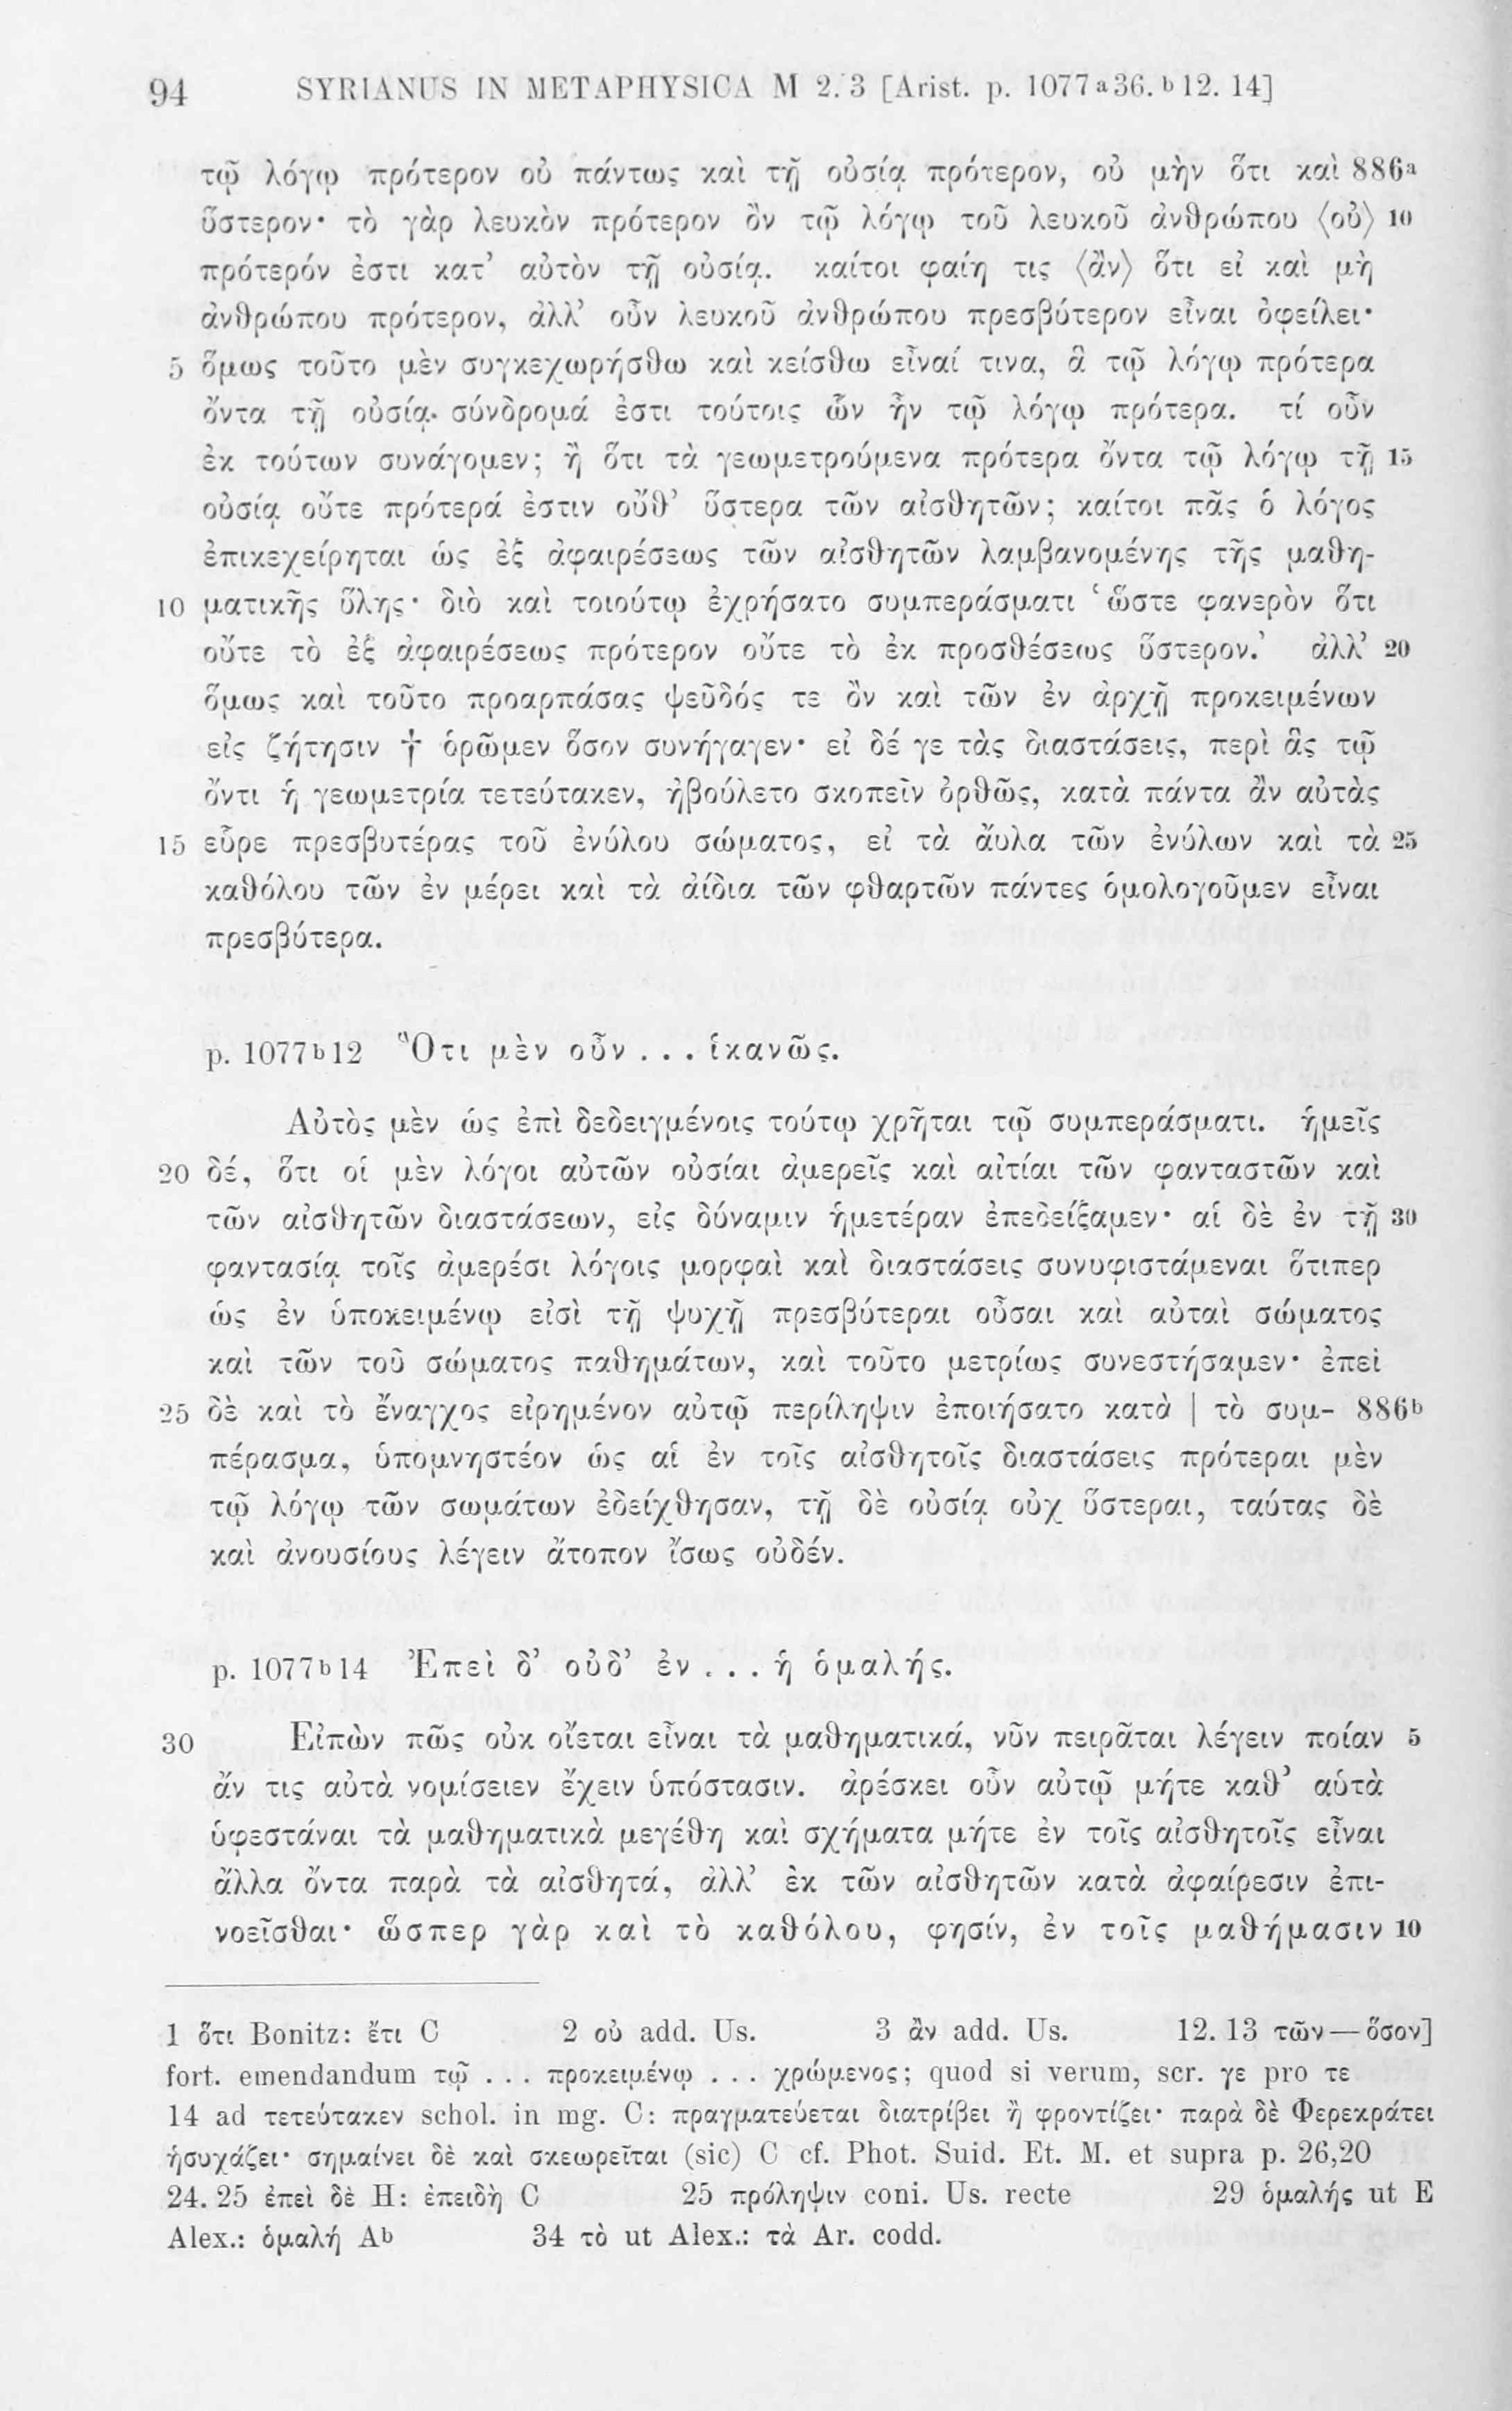 94 SYRIANUS IN METAPHYSICA M 2. 3 [Arist. p. 1077 a 36. b 12. 14]
τῷ λόγῳ πρότερον οὐ πάντως καὶ τῇ οὐσίᾳ πρότερον, οὐ μὴν ὅτι καὶ 886a
ὕστερον· τὸ γὰρ λευκὸν πρότερον ὂν τῷ λόγῳ τοῦ λευκοῦ ἀνθρώπου ⟨οὐ⟩ 10
πρότερόν ἐστι κατ’ αὐτὸν τῇ οὐσίᾳ. καίτοι φαίη τις ⟨ἂν⟩ ὅτι εἰ καὶ μὴ
ἀνθρώπου πρότερον, ἀλλ’ οὖν λευκοῦ ἀνθρώπου πρεσβύτερον εἶναι ὀφείλει·
5 ὅμως τοῦτο μὲν συγκεχωρήσθω καὶ κείσθω εἶναί τινα, ἃ τῷ λόγῳ πρότερα
ὄντα τῇ οὐσίᾳ σύνδρομά ἐστι τούτοις ὧν ἦν τῷ λόγῳ πρότερα. τί οὖν
ἐκ τούτων συνάγομεν; ἢ ὅτι τὰ γεωμετρούμενα πρότερα ὄντα τῷ λόγῳ τῇ 15
οὐσίᾳ οὔτε πρότερά ἐστιν οὔθ’ ὕστερα τῶν αἰσθητῶν; καίτοι πᾶς ὁ λόγος
ἐπικεχείρηται ὡς ἐξ ἀφαιρέσεως τῶν αἰσθητῶν λαμβανομένης τῆς μαθη-
10 ματικῆς ὕλης· διὸ καὶ τοιούτῳ ἐχρήσατο συμπεράσματι ‘ὥστε φανερὸν ὅτι
οὔτε τὸ ἐξ ἀφαιρέσεως πρότερον οὔτε τὸ ἐκ προσθέσεως ὕστερον.’ ἀλλ’ 20
ὅμως καὶ τοῦτο προαρπάσας ψεῦδός τε ὂν καὶ τῶν ἐν ἀρχῇ προκειμένων
εἰς ζήτησιν † ὁρῶμεν ὅσον συνήγαγεν· εἰ δέ γε τὰς διαστάσεις, περὶ ἃς τῷ
ὄντι ἡ γεωμετρία τετεύτακεν, ἠβούλετο σκοπεῖν ὀρθῶς, κατὰ πάντα ἂν αὐτὰς
15 εὗρε πρεσβυτέρας τοῦ ἐνύλου σώματος, εἰ τὰ ἄυλα τῶν ἐνύλων καὶ τὰ 25
καθόλου τῶν ἐν μέρει καὶ τὰ ἀίδια τῶν φθαρτῶν πάντες ὁμολογοῦμεν εἶναι
πρεσβύτερα.
p. 1077 b 12 Ὅτι μὲν οὖν . . . ἱκανῶς.
Αὐτὸς μὲν ὡς ἐπὶ δεδειγμένοις τούτῳ χρῆται τῷ συμπεράσματι. ἡμεῖς
20 δέ, ὅτι οἱ μὲν λόγοι αὐτῶν οὐσίαι ἀμερεῖς καὶ αἰτίαι τῶν φανταστῶν καὶ
τῶν αἰσθητῶν διαστάσεων, εἰς δύναμιν ἡμετέραν ἐπεδείξαμεν· αἱ δὲ ἐν τῇ 30
φαντασίᾳ τοῖς ἀμερέσι λόγοις μορφαὶ καὶ διαστάσεις συνυφιστάμεναι ὅτιπερ
ὡς ἐν ὑποκειμένῳ εἰσὶ τῇ ψυχῇ πρεσβύτεραι οὖσαι καὶ αὐταὶ σώματος
καὶ τῶν τοῦ σώματος παθημάτων, καὶ τοῦτο μετρίως συνεστήσαμεν· ἐπεὶ
25 δὲ καὶ τὸ ἔναγχος εἰρημένον αὐτῷ περίληψιν ἐποιήσατο κατὰ | τὸ συμ- 886b
πέρασμα, ὑπομνηστέον ὡς αἱ ἐν τοῖς αἰσθητοῖς διαστάσεις πρότεραι μὲν
τῷ λόγῳ τῶν σωμάτων ἐδείχθησαν, τῇ δὲ οὐσίᾳ οὐχ ὕστεραι, ταύτας δὲ
καὶ ἀνουσίους λέγειν ἄτοπον ἴσως οὐδέν.
p. 1077 b 14 Ἐπεὶ δ’ οὐδ’ ἐν . . . ἡ ὁμαλής.
30 Εἰπὼν πῶς οὐκ οἴεται εἶναι τὰ μαθηματικά, νῦν πειρᾶται λέγειν ποίαν 5
ἄν τις αὐτὰ νομίσειεν ἔχειν ὑπόστασιν. ἀρέσκει οὖν αὐτῷ μήτε καθ’ αὑτὰ
ὑφεστάναι τὰ μαθηματικὰ μεγέθη καὶ σχήματα μήτε ἐν τοῖς αἰσθητοῖς εἶναι
ἄλλα ὄντα παρὰ τὰ αἰσθητά, ἀλλ’ ἐκ τῶν αἰσθητῶν κατὰ ἀφαίρεσιν ἐπι-
νοεῖσθαι· ὥσπερ γὰρ καὶ τὸ καθόλου, φησίν, ἐν τοῖς μαθήμασιν 10
1 ὅτι Bonitz: ἔτι C 2 οὐ add. Us. 3 ἂν add. Us. 12. 13 τῶν — ὅσον]
fort. emendandum τῷ . . . προκειμένῳ . . . χρώμενος; quod si verum, scr. γε pro τε
14 ad τετεύτακεν schol. in mg. C: πραγματεύεται διατρίβει ἢ φροντίζει· παρὰ δὲ Φερεκράτει
ἡσυχάζει· σημαίνει δὲ καὶ σκεωρεῖται (sic) C cf. Phot. Suid. Et. M. et supra p. 26,20
24. 25 ἐπεὶ δὲ H: ἐπειδὴ C 25 πρόληψιν coni. Us. recte 29 ὁμαλής ut E
Alex.: ὁμαλή Ab 34 τὸ ut Alex.: τὰ Ar. codd.